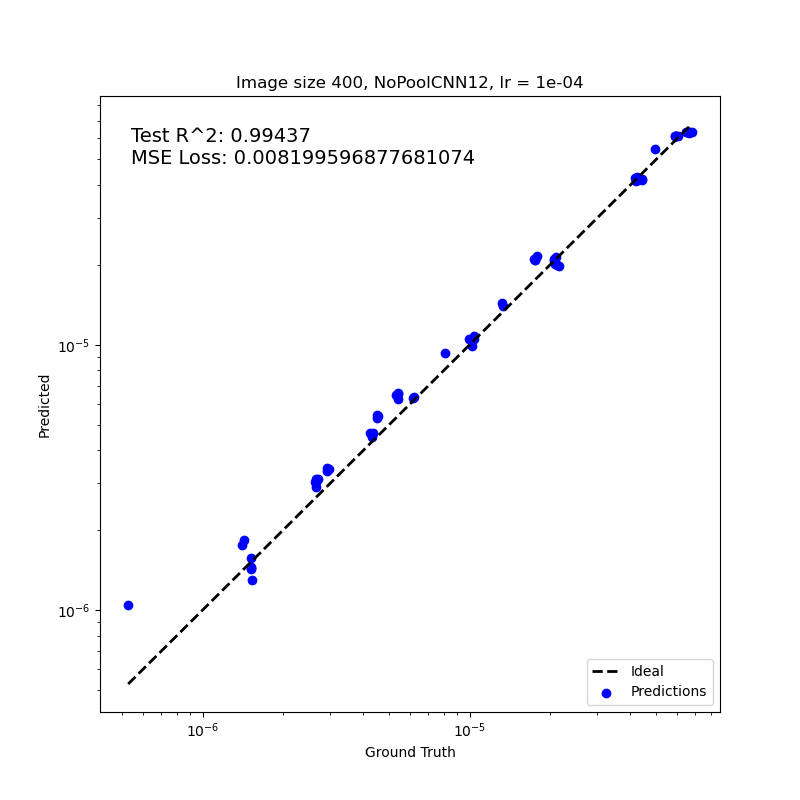 Image size 400, NoPoolCNN12, lr = 1e-04
Test R^2: 0.99437
MSE Loss: 0.008199596877681074
Predicted
10⁻⁵
10⁻⁶
Ideal
Predictions
10⁻⁶ 10⁻⁵
Ground Truth